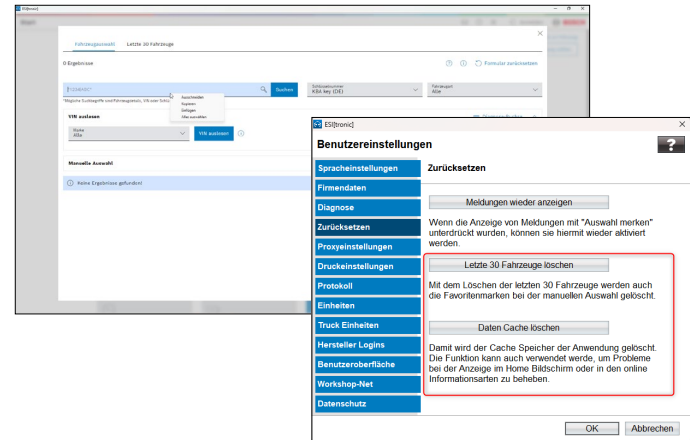 ESI[tronic]
Fahrzeugauswahl Letzte 30 Fahrzeuge
0 Ergebnisse
Formular zurücksetzen
Suchen
Schlüsselnummer
KBA key (DE)
Fahrzeugart
Alle
Ausschneiden
Kopieren
Einfügen
Alles auswählen
VIN auslesen
Marke
Alle
VIN auslesen
Manuelle Auswahl
Keine Ergebnisse gefunden!
ESI[tronic]
Benutzereinstellungen
?
Spracheinstellungen
Firmendaten
Diagnose
Zurücksetzen
Proxyeinstellungen
Druckeinstellungen
Protokoll
Einheiten
Truck Einheiten
Hersteller Logins
Benutzeroberfläche
Workshop-Net
Datenschutz
Zurücksetzen
Meldungen wieder anzeigen
Wenn die Anzeige von Meldungen mit "Auswahl merken"
unterdrückt wurden, können sie hiermit wieder aktiviert
werden.
Letzte 30 Fahrzeuge löschen
Mit dem Löschen der letzten 30 Fahrzeuge werden auch
die Favoritenmarken bei der manuellen Auswahl gelöscht.
Daten Cache löschen
Damit wird der Cache Speicher der Anwendung gelöscht.
Die Funktion kann auch verwendet werde, um Probleme
bei der Anzeige im Home Bildschirm oder in den online
Informationsarten zu beheben.
OK Abbrechen